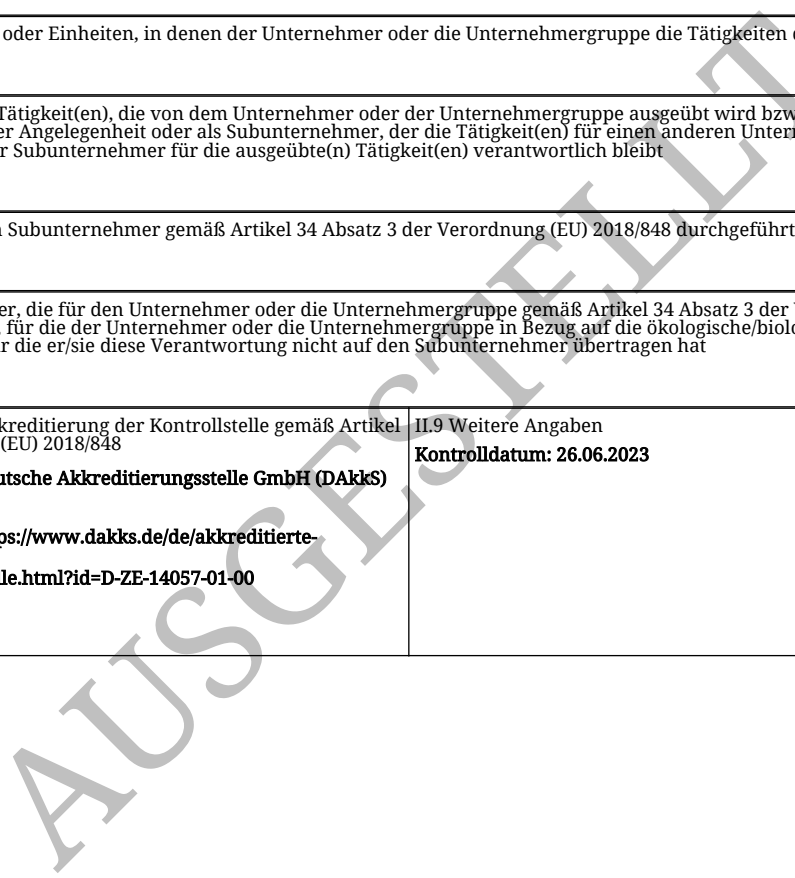 oder Einheiten, in denen der Unternehmer oder die Unternehmergruppe die Tätigkeiten
Tätigkeit(en), die von dem Unternehmer oder der Unternehmergruppe ausgeübt wird bzw
er Angelegenheit oder als Subunternehmer, der die Tätigkeit(en) für einen anderen Untern
r Subunternehmer für die ausgeübte(n) Tätigkeit(en) verantwortlich bleibt
n Subunternehmer gemäß Artikel 34 Absatz 3 der Verordnung (EU) 2018/848 durchgeführt
er, die für den Unternehmer oder die Unternehmergruppe gemäß Artikel 34 Absatz 3 der
für die der Unternehmer oder die Unternehmergruppe in Bezug auf die ökologische/biolo
r die er/sie diese Verantwortung nicht auf den Subunternehmer übertragen hat
kreditierung der Kontrollstelle gemäß Artikel
(EU) 2018/848
utsche Akkreditierungsstelle GmbH (DAkkS)
ps://www.dakks.de/de/akkreditierte-
lle.html?id=D-ZE-14057-01-00
II.9 Weitere Angaben
Kontrolldatum: 26.06.2023
AUSGESTELLT